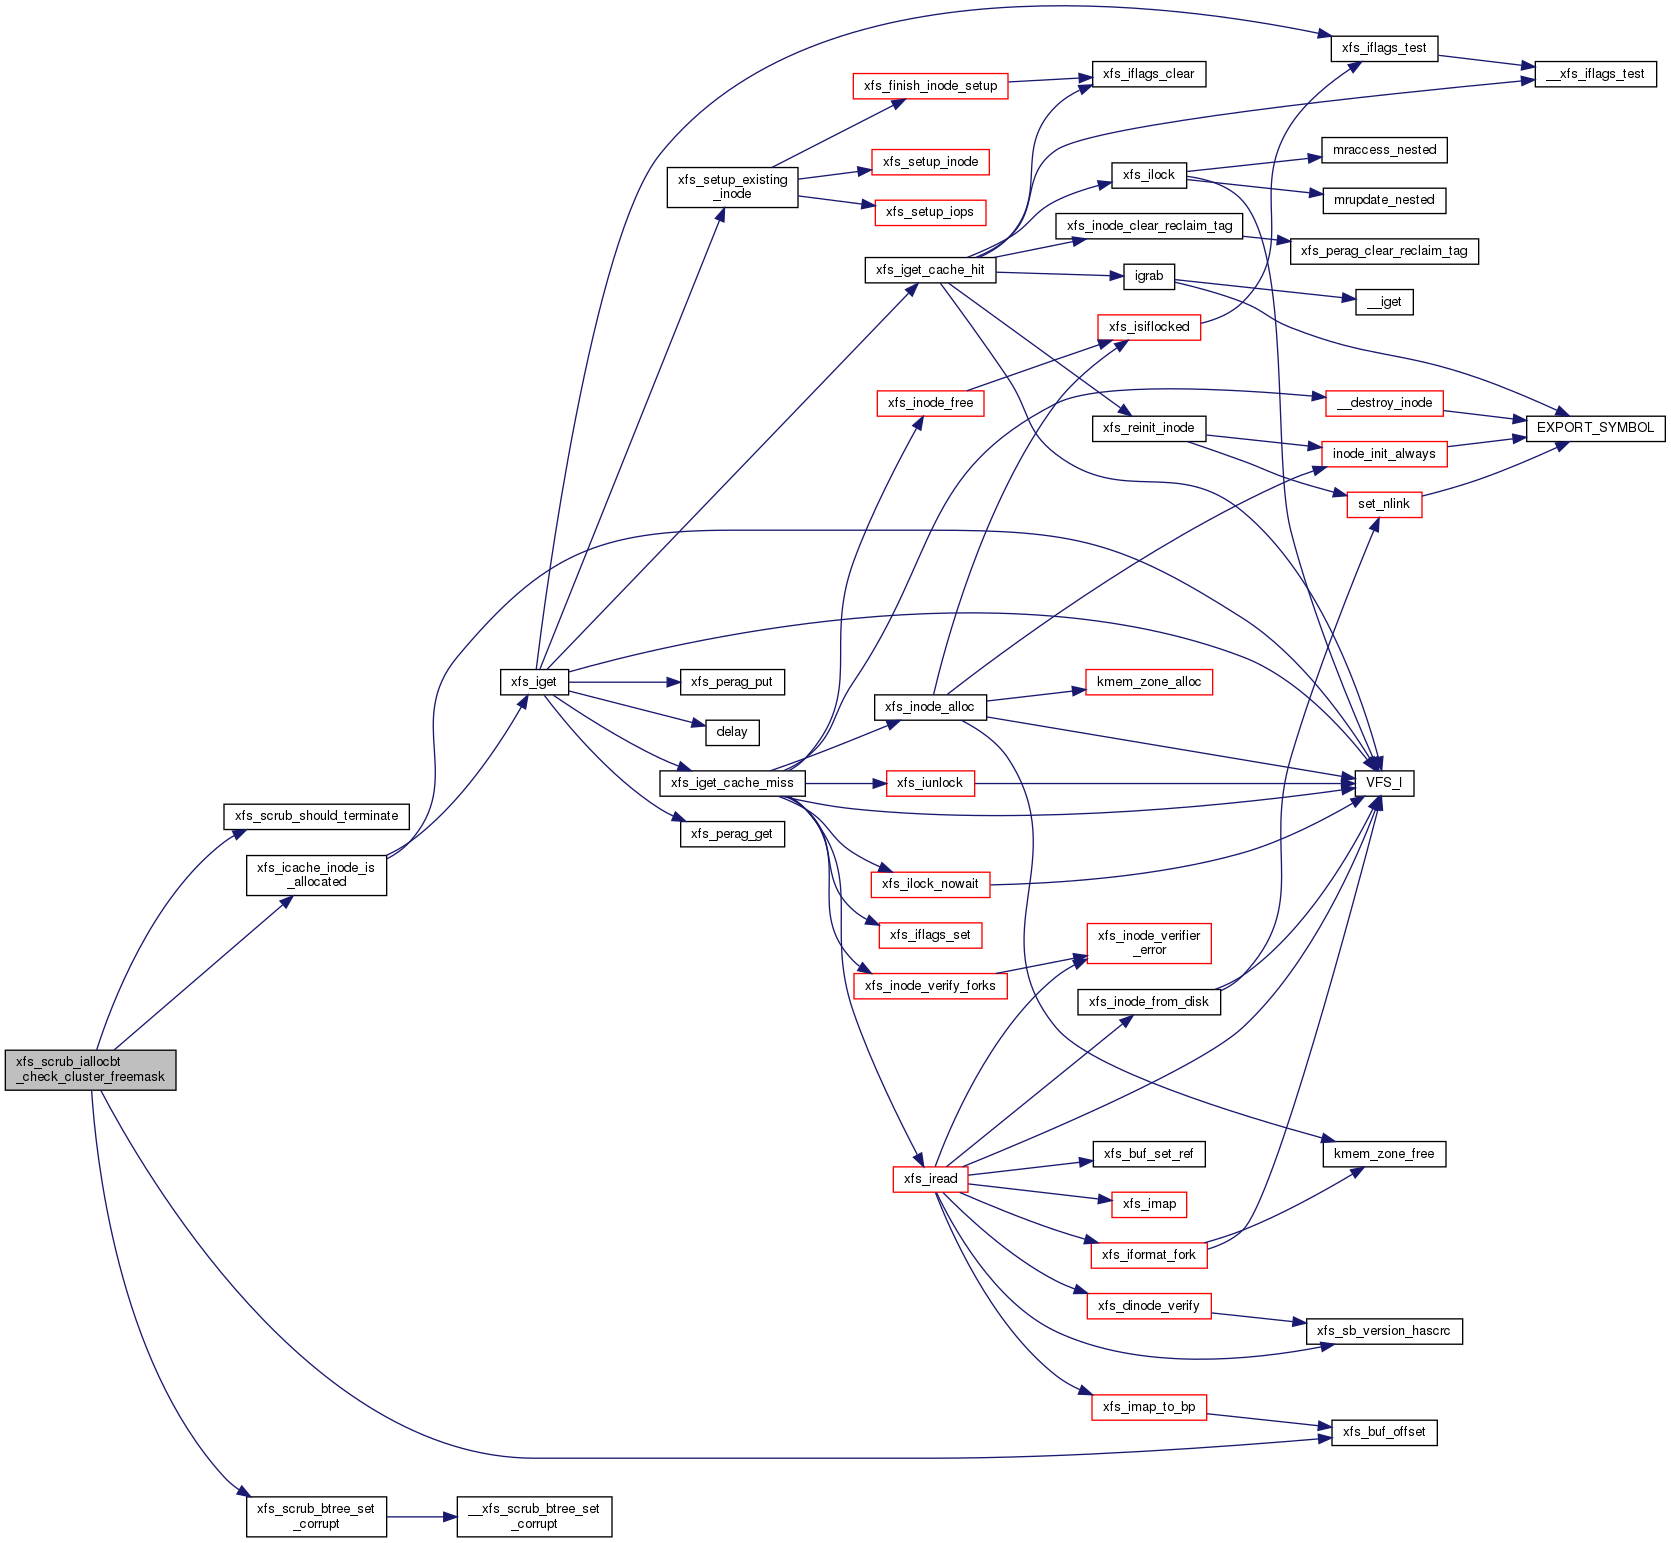 xfs_iflags_test
xfs_iflags_clear
__xfs_iflags_test
xfs_finish_inode_setup
mraccess_nested
xfs_setup_inode
xfs_ilock
xfs_setup_existing
_inode
mrupdate_nested
xfs_setup_iops
xfs_inode_clear_reclaim_tag
xfs_perag_clear_reclaim_tag
xfs_iget_cache_hit
igrab
__iget
xfs_isiflocked
xfs_inode_free
__destroy_inode
xfs_reinit_inode
EXPORT_SYMBOL
inode_init_always
set_nlink
xfs_iget
xfs_perag_put
kmem_zone_alloc
xfs_inode_alloc
delay
xfs_iget_cache_miss
xfs_iunlock
VFS_I
xfs_scrub_should_terminate
xfs_perag_get
xfs_icache_inode_is
_allocated
xfs_ilock_nowait
xfs_iflags_set
xfs_inode_verifier
_error
xfs_inode_verify_forks
xfs_inode_from_disk
xfs_scrub_iallocbt
_check_cluster_freemask
xfs_buf_set_ref
kmem_zone_free
xfs_iread
xfs_imap
xfs_iformat_fork
xfs_dinode_verify
xfs_sb_version_hascrc
xfs_imap_to_bp
xfs_buf_offset
xfs_scrub_btree_set
_corrupt
__xfs_scrub_btree_set
_corrupt